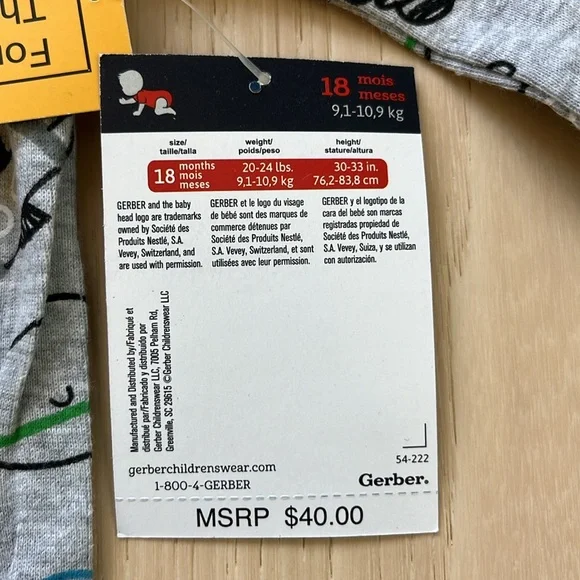 For
Th
18 mois
meses
9,1-10,9 kg
size/
taille/talla
weight/
poids/peso
height/
stature/altura
18 months
mois
meses
20-24 lbs.
9,1-10,9 kg
30-33 in.
76,2-83,8 cm
GERBER and the baby
head logo are trademarks
owned by Société des
Produits Nestlé, S.A.
Vevey, Switzerland, and
are used with permission.
GERBER et le logo du visage
de bébé sont des marques de
commerce détenues par
Société des Produits Nestlé,
S.A. Vevey, Switzerland, et sont
utilisées avec leur permission.
GERBER y el logotipo de la
cara del bebé son marcas
registradas propiedad de
Société des Produits Nestlé, S.A.
Vevey, Suiza, y se utilizan
con autorización.
Manufactured and Distributed by/Fabriqué et
distribué par/Fabricado y distribuido por
Gerber Childrenswear LLC, 7005 Pelham Rd,
Greenville, SC 29615 ©Gerber Childrenswear LLC
gerberchildrenswear.com
1-800-4-GERBER
54-222
Gerber.
MSRP $40.00